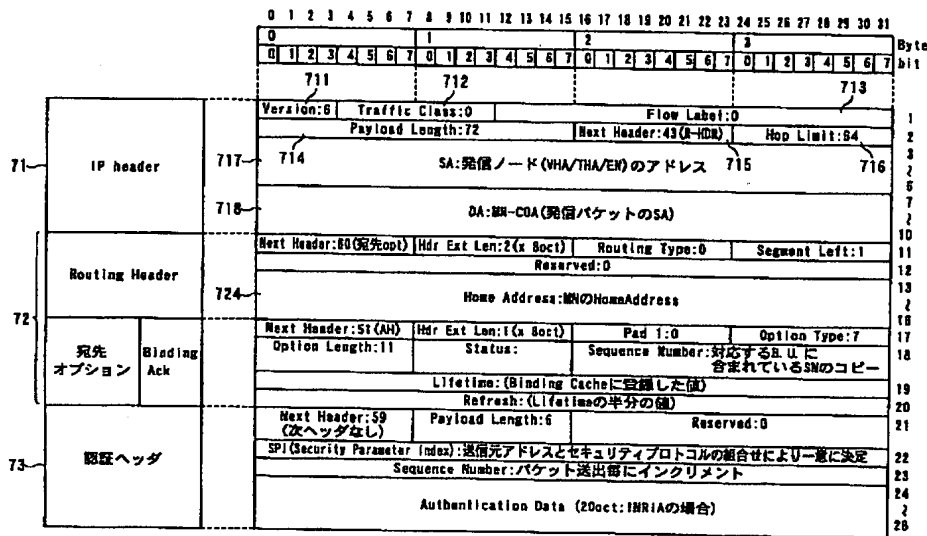 0 1 2 3 4 5 6 7 8 9 10 11 12 13 14 15 16 17 18 19 20 21 22 23 24 25 26 27 28 29 30 31
0 1 2 3 Byte
0 1 2 3 4 5 6 7 0 1 2 3 4 5 6 7 0 1 2 3 4 5 6 7 0 1 2 3 4 5 6 7 bit
711 712 713
Version:6 Traffic Class:0 Flow Label:0 1
Payload Length:72 Next Header:43(R-HDR) Hop Limit:64 2
714 715 716
71 IP header
717 SA:発信ノード(VHA/THA/EN)のアドレス 3 ~ 6
718 DA:MN-COA(発信パケットのSA) 7 ~ 10
72
Routing Header
Next Header:60(宛先opt) Hdr Ext Len:2(x 8oct) Routing Type:0 Segment Left:1 11
Reserved:0 12
724 Home Address:MNのHomeAddress 13 ~ 16
宛先
オプション
Binding
Ack
Next Header:51(AH) Hdr Ext Len:1(x 8oct) Pad 1:0 Option Type:7 17
Option Length:11 Status: Sequence Number:対応するB.U.に
含まれているSNのコピー 18
Lifetime:(Binding Cacheに登録した値) 19
Refresh:(Lifetimeの半分の値) 20
73 認証ヘッダ
Next Header:59
(次ヘッダなし) Payload Length:6 Reserved:0 21
SPI(Security Parameter Index):送信元アドレスとセキュリティプロトコルの組合せにより一意に決定 22
Sequence Number:パケット送出毎にインクリメント 23
Authentication Data (20oct:INRIAの場合) 24 ~ 28